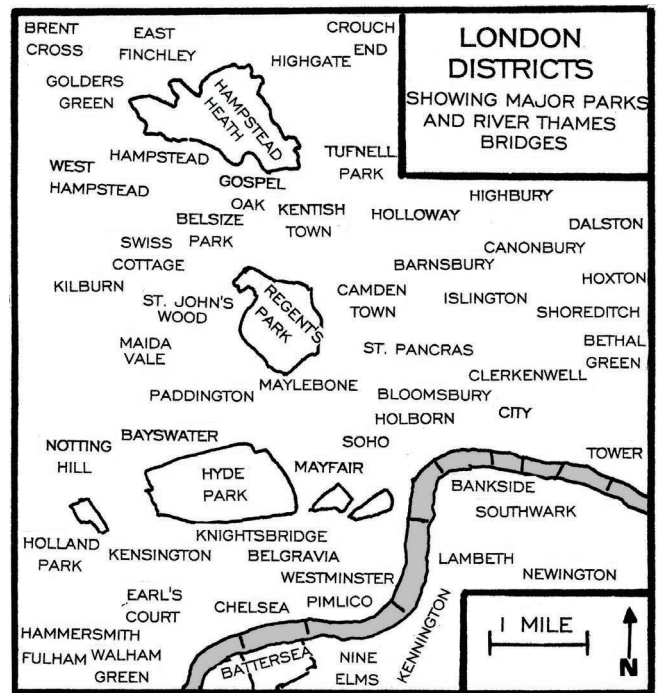 BRENT
CROSS
EAST
FINCHLEY
CROUCH
END
HIGHGATE
LONDON
DISTRICTS
SHOWING MAJOR PARKS
AND RIVER THAMES
BRIDGES
GOLDERS
GREEN
HAMPSTEAD
HEATH
HAMPSTEAD
WEST
HAMPSTEAD
TUFNELL
PARK
GOSPEL
OAK
HIGHBURY
BELSIZE
PARK
KENTISH
TOWN
HOLLOWAY
DALSTON
SWISS
COTTAGE
CANONBURY
BARNSBURY
HOXTON
KILBURN
ST. JOHN'S
WOOD
REGENTS
PARK
CAMDEN
TOWN
ISLINGTON
SHOREDITCH
MAIDA
VALE
ST. PANCRAS
BETHAL
GREEN
CLERKENWELL
PADDINGTON
MAYLEBONE
BLOOMSBURY
HOLBORN
CITY
NOTTING
HILL
BAYSWATER
SOHO
TOWER
HYDE
PARK
MAYFAIR
BANKSIDE
SOUTHWARK
HOLLAND
PARK
KENSINGTON
KNIGHTSBRIDGE
BELGRAVIA
WESTMINSTER
LAMBETH
NEWINGTON
EARL'S
COURT
CHELSEA
PIMLICO
KENNINGTON
HAMMERSMITH
FULHAM
WALHAM
GREEN
BATTERSEA
NINE
ELMS
1 MILE
N